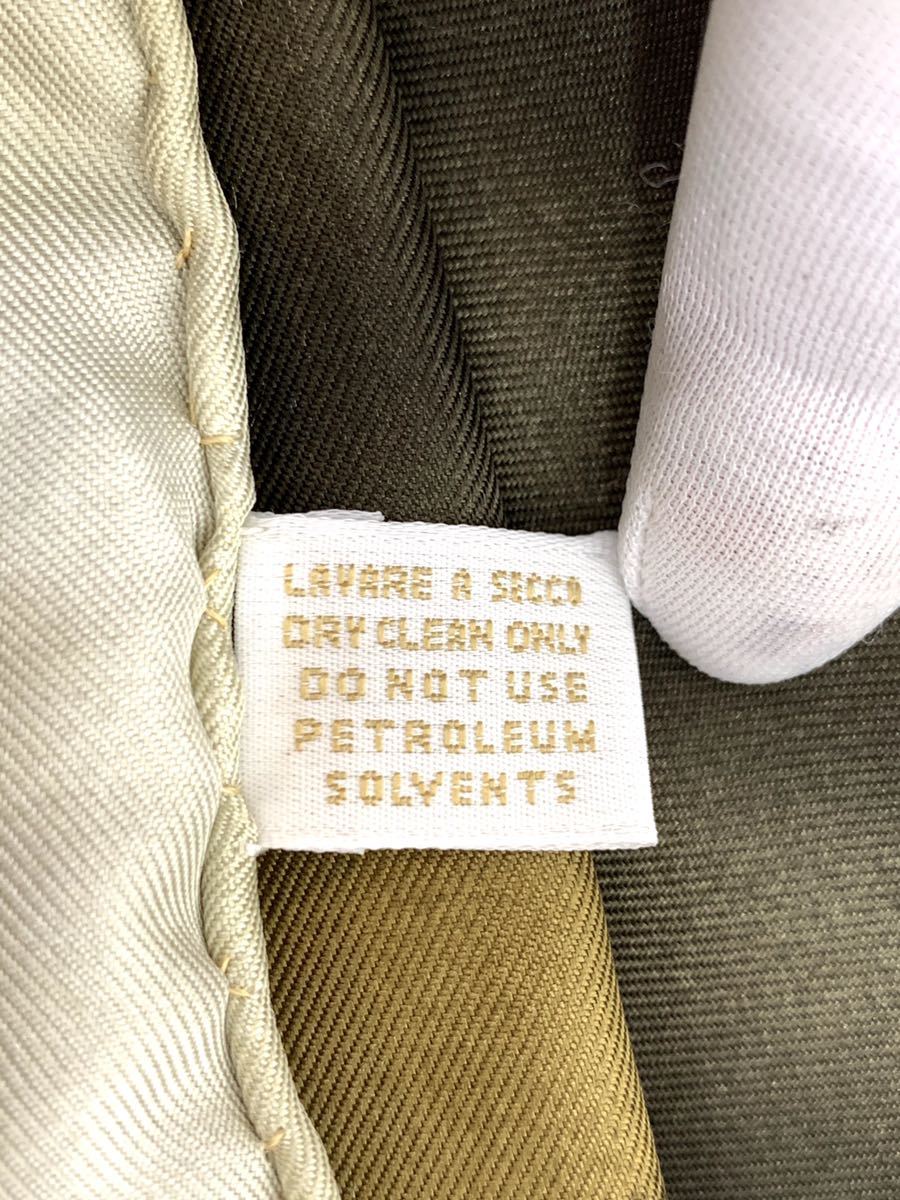 LAVARE A SECCO
DRY CLEAN ONLY
DO NOT USE
PETROLEUM
SOLVENTS